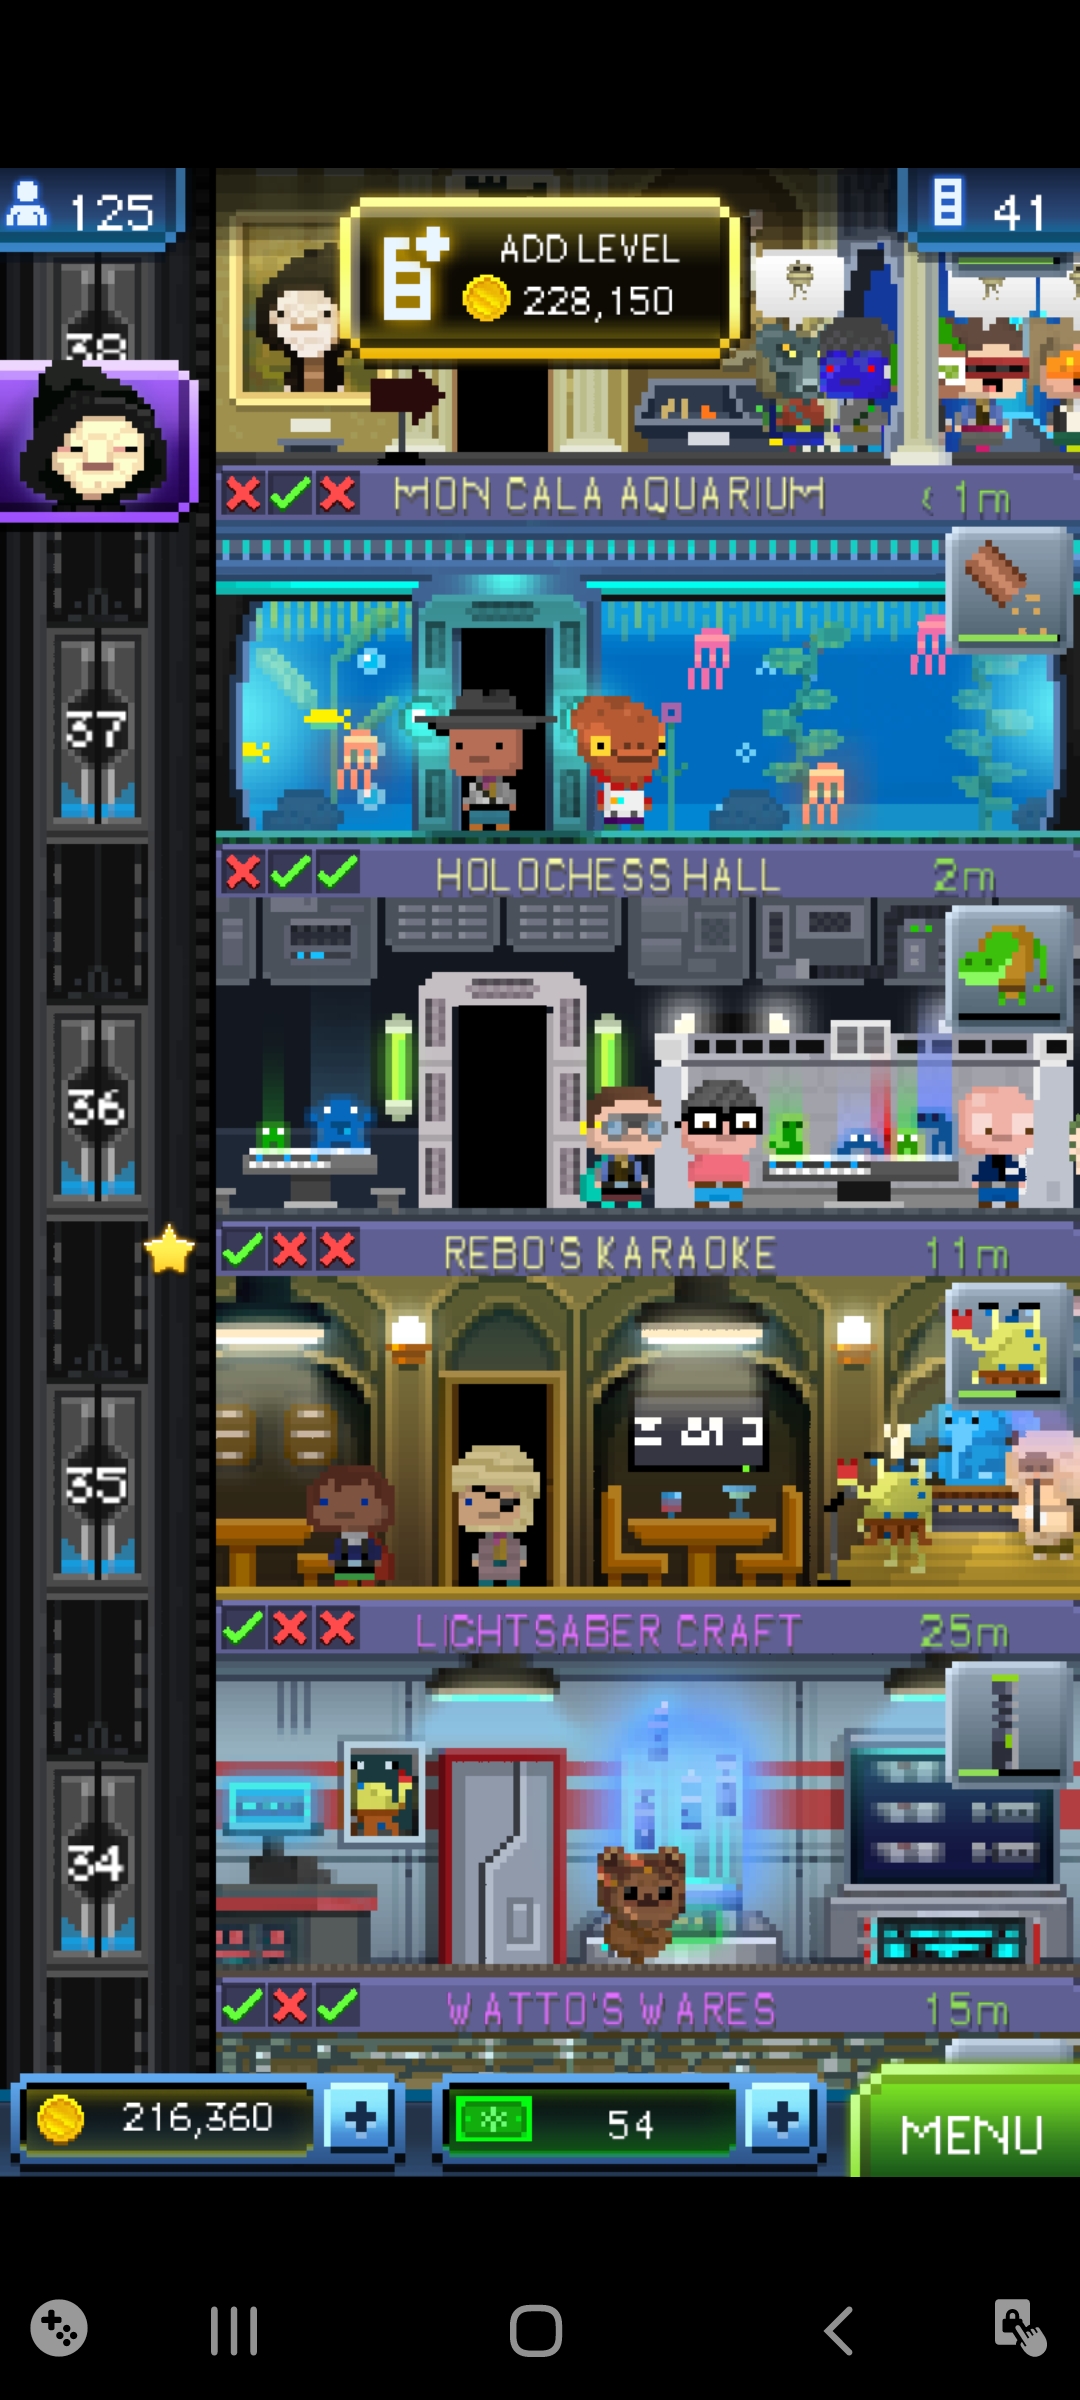 125
ADD LEVEL
228,150
41
38
MON CALA AQUARIUM
< 1m
37
HOLOCHESS HALL
2m
36
REBO'S KARAOKE
11m
35
LIGHTSABER CRAFT
25m
34
WATTO'S WARES
15m
216,360
54
MENU